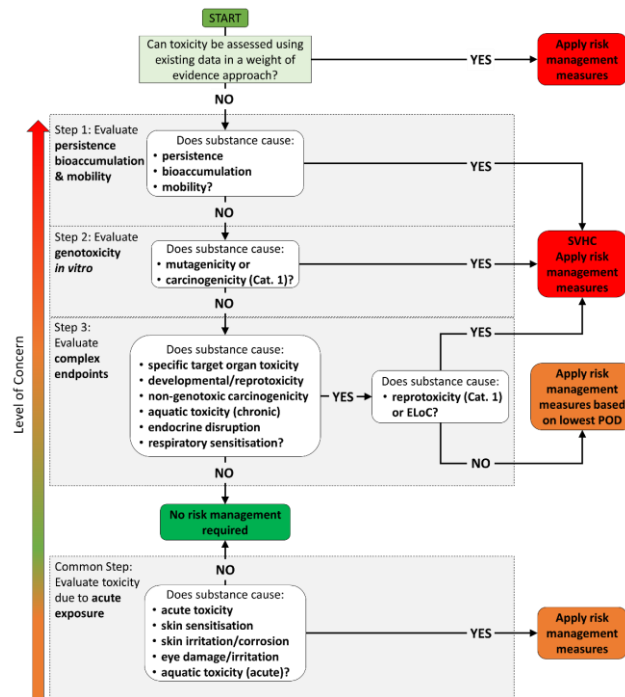 START
Can toxicity be assessed using
existing data in a weight of
evidence approach?
YES
Apply risk
management
measures
NO
Step 1: Evaluate
persistence
bioaccumulation
& mobility
Does substance cause:
• persistence
• bioaccumulation
• mobility?
YES
NO
Step 2: Evaluate
genotoxicity
in vitro
Does substance cause:
• mutagenicity or
• carcinogenicity (Cat. 1)?
YES
SVHC
Apply risk
management
measures
NO
Step 3:
Evaluate
complex
endpoints
Does substance cause:
• specific target organ toxicity
• developmental/reprotoxicity
• non-genotoxic carcinogenicity
• aquatic toxicity (chronic)
• endocrine disruption
• respiratory sensitisation?
YES
Does substance cause:
• reprotoxicity (Cat. 1)
or ELoC?
YES
NO
Apply risk
management
measures based
on lowest POD
NO
No risk management
required
NO
Common Step:
Evaluate toxicity
due to acute
exposure
Does substance cause:
• acute toxicity
• skin sensitisation
• skin irritation/corrosion
• eye damage/irritation
• aquatic toxicity (acute)?
YES
Apply risk
management
measures
Level of Concern